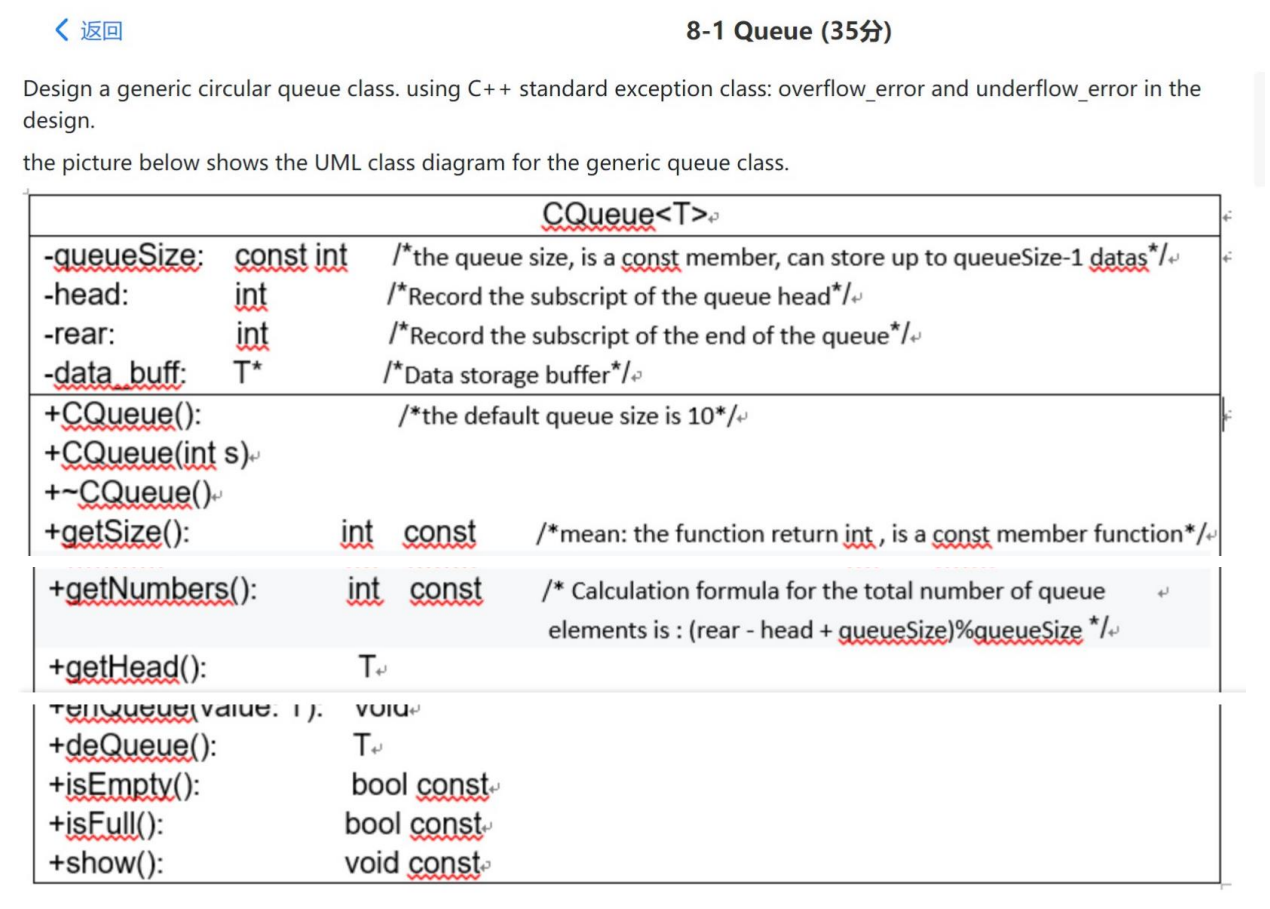 返回
8-1 Queue (35分)
Design a generic circular queue class. using C++ standard exception class: overflow_error and underflow_error in the
design.
the picture below shows the UML class diagram for the generic queue class.
CQueue<T>
-queueSize: const int /*the queue size, is a const member, can store up to queueSize-1 datas*/
-head: int /*Record the subscript of the queue head*/
-rear: int /*Record the subscript of the end of the queue*/
-data_buff: T* /*Data storage buffer*/
+CQueue(): /*the default queue size is 10*/
+CQueue(int s)
+~CQueue()
+getSize(): int const /*mean: the function return int , is a const member function*/
+getNumbers(): int const /* Calculation formula for the total number of queue
elements is : (rear - head + queueSize)%queueSize */
+getHead(): T
+enQueue(value: T): void
+deQueue(): T
+isEmpty(): bool const
+isFull(): bool const
+show(): void const